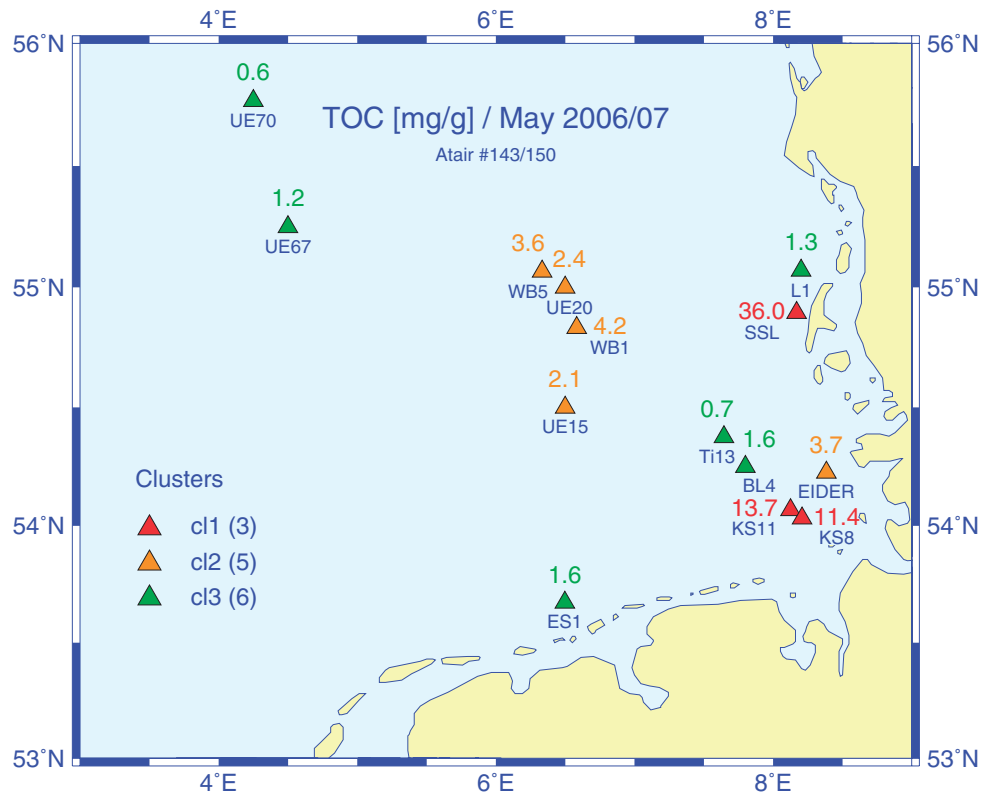 4˚E
6˚E
8˚E
56˚N
56˚N
0.6
UE70
TOC [mg/g] / May 2006/07
Atair #143/150
1.2
UE67
3.6
2.4
1.3
55˚N
WB5
UE20
L1
55˚N
4.2
WB1
36.0
SSL
2.1
UE15
0.7
Ti13
1.6
BL4
3.7
EIDER
Clusters
cl1 (3)
cl2 (5)
cl3 (6)
13.7
KS11
11.4
KS8
54˚N
54˚N
1.6
ES1
53˚N
53˚N
4˚E
6˚E
8˚E